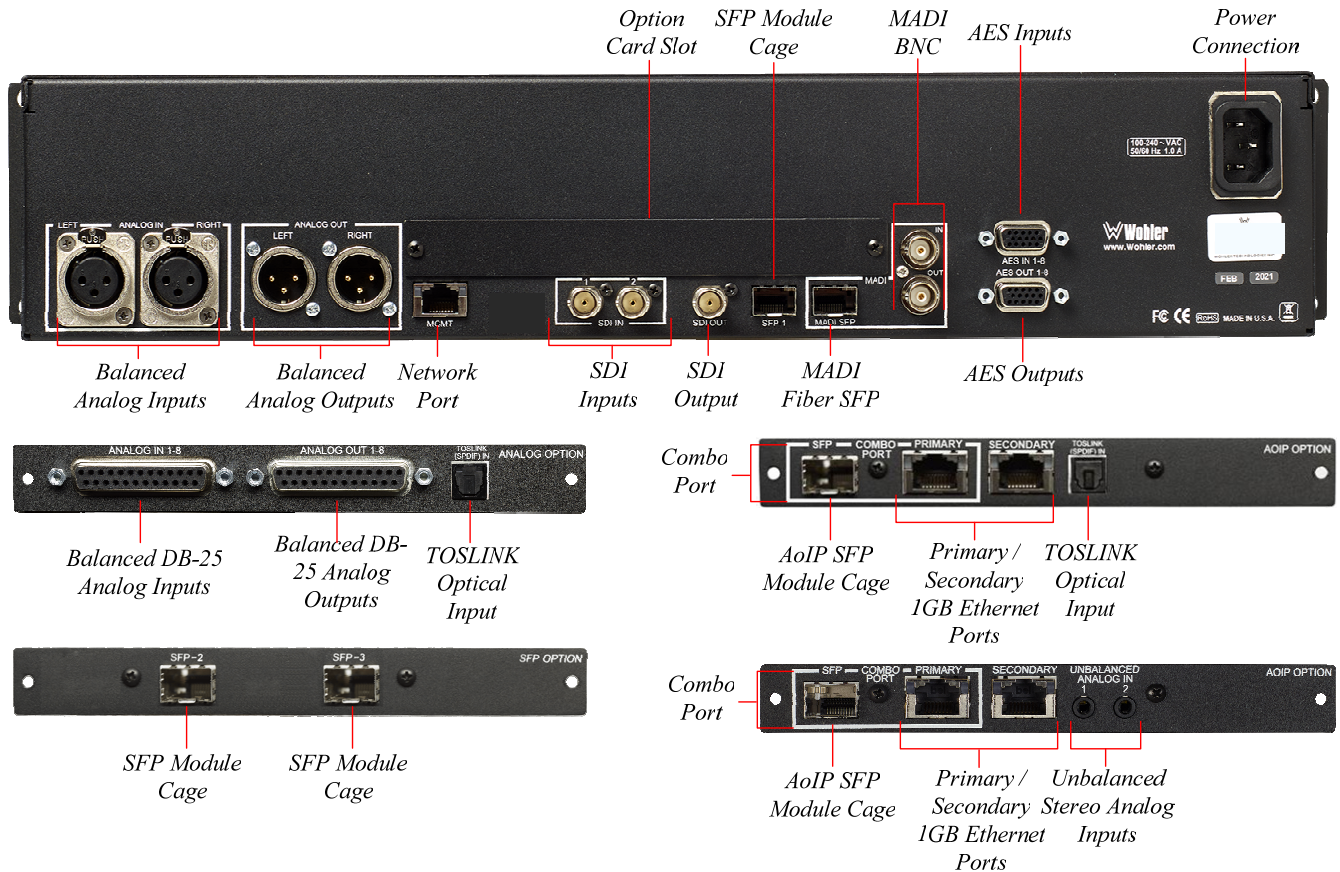 Option
Card Slot
SFP Module
Cage
MADI
BNC
AES Inputs
Power
Connection
100-240 ~ VAC
50/60 Hz 1.0 A
LEFT
ANALOG IN
RIGHT
ANALOG OUT
LEFT
RIGHT
PUSH
PUSH
MGMT
1
2
SDI IN
SDI OUT
SFP 1
MADI SFP
MADI
IN
OUT
AES IN 1-8
AES OUT 1-8
Wohler
www.Wohler.com
FEB
2021
FC CE RoHS MADE IN U.S.A.
Balanced
Analog Inputs
Balanced
Analog Outputs
Network
Port
SDI
Inputs
SDI
Output
MADI
Fiber SFP
AES Outputs
ANALOG IN 1-8
ANALOG OUT 1-8
TOSLINK
(SPDIF) IN
ANALOG OPTION
Balanced DB-25
Analog Inputs
Balanced DB-
25 Analog
Outputs
TOSLINK
Optical
Input
Combo
Port
SFP
COMBO
PORT
PRIMARY
SECONDARY
TOSLINK
(SPDIF) IN
AOIP OPTION
AoIP SFP
Module Cage
Primary /
Secondary
1GB Ethernet
Ports
TOSLINK
Optical
Input
SFP-2
SFP-3
SFP OPTION
SFP Module
Cage
SFP Module
Cage
Combo
Port
SFP
COMBO
PORT
PRIMARY
SECONDARY
UNBALANCED
ANALOG IN
1
2
AOIP OPTION
AoIP SFP
Module Cage
Primary /
Secondary
1GB Ethernet
Ports
Unbalanced
Stereo Analog
Inputs